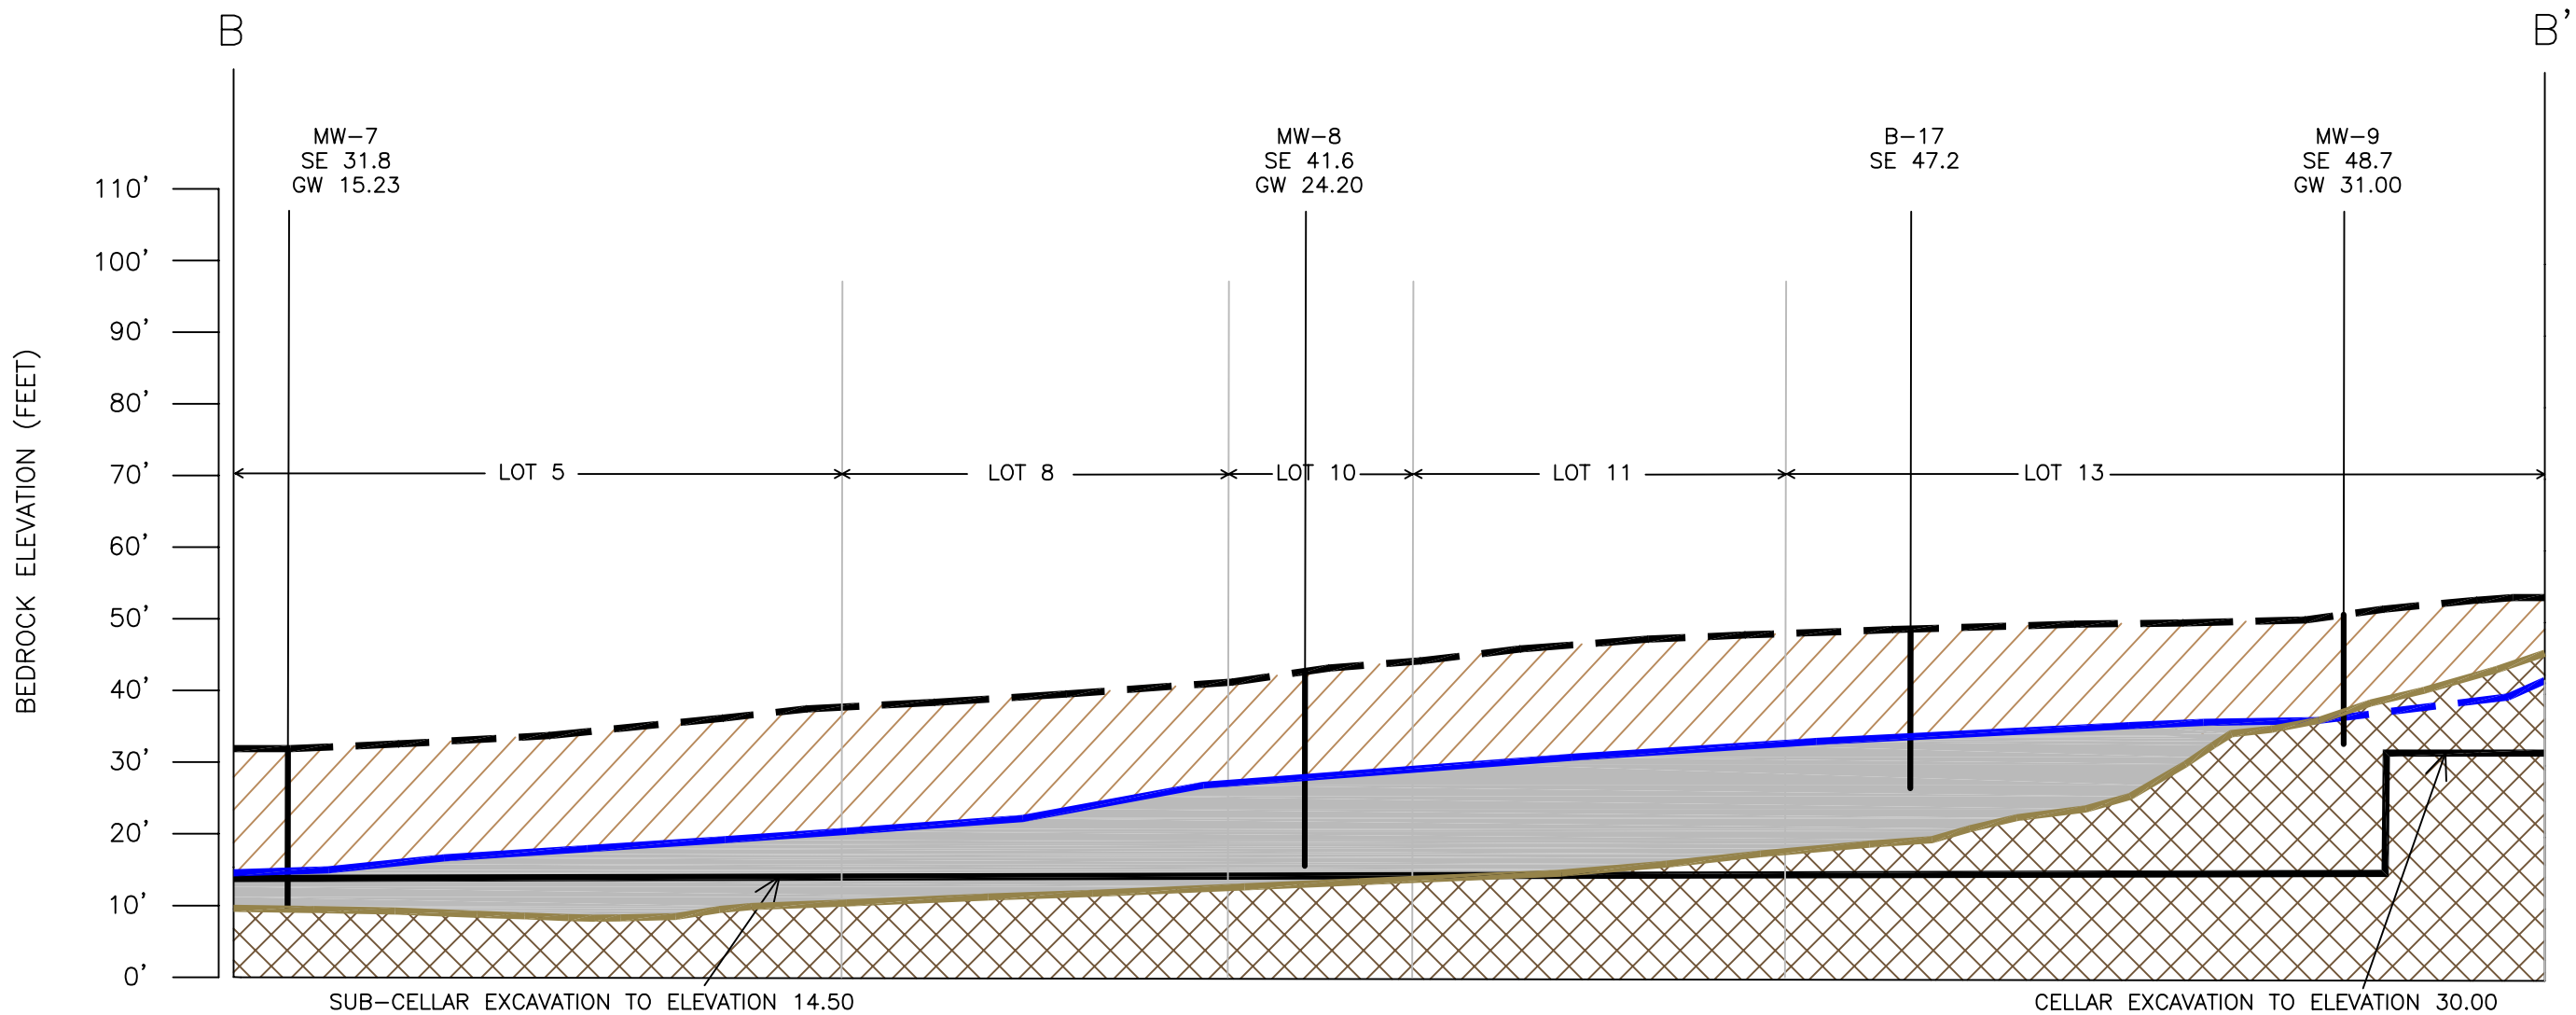 B
B'
MW-7
SE 31.8
GW 15.23
MW-8
SE 41.6
GW 24.20
B-17
SE 47.2
MW-9
SE 48.7
GW 31.00
BEDROCK ELEVATION (FEET)
110'
100'
90'
80'
70'
60'
50'
40'
30'
20'
10'
0'
LOT 5
LOT 8
LOT 10
LOT 11
LOT 13
SUB-CELLAR EXCAVATION TO ELEVATION 14.50
CELLAR EXCAVATION TO ELEVATION 30.00